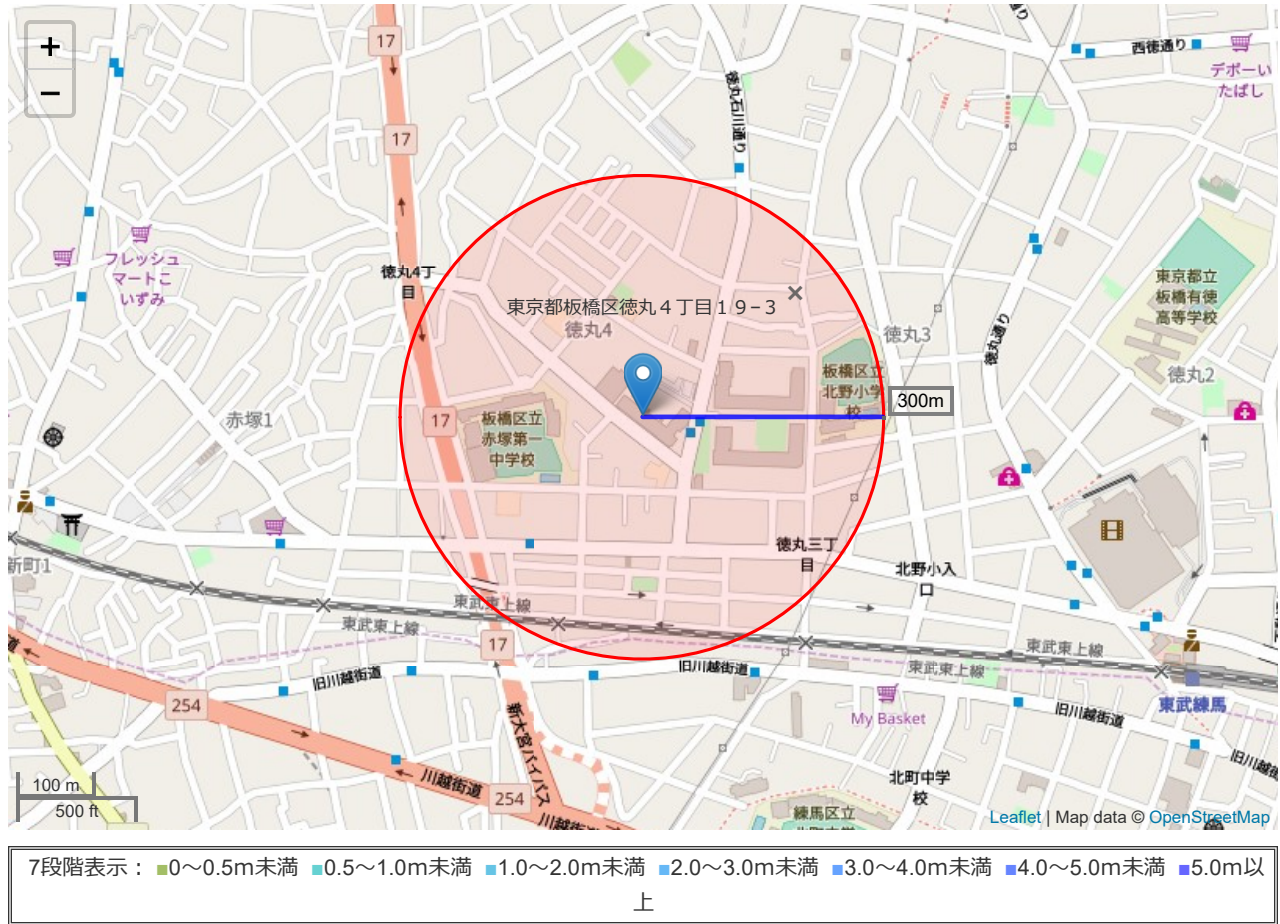 +
−
17
17
17
17
西徳通り
デポーい
たばし
徳丸石川通り
フレッシュ
マートこ
いずみ
徳丸4丁
目
東京都板橋区徳丸４丁目１９−３
徳丸4
徳丸3
徳丸通り
東京都立
板橋有徳
高等学校
徳丸2
板橋区立
北野小学
校
300m
赤塚1
板橋区立
赤塚第一
中学校
徳丸三丁
目
北野小入
口
新町1
東武東上線
東武東上線
東武東上線
東武東上線
旧川越街道
旧川越街道
旧川越街道
旧川越
254
254
川越街道
川越街道
新大宮バイパス
My Basket
東武練馬
北町中学
校
練馬区立
100 m
500 ft
Leaflet | Map data © OpenStreetMap
7段階表示： 0～0.5m未満 0.5～1.0m未満 1.0～2.0m未満 2.0～3.0m未満 3.0～4.0m未満 4.0～5.0m未満 5.0m以
上